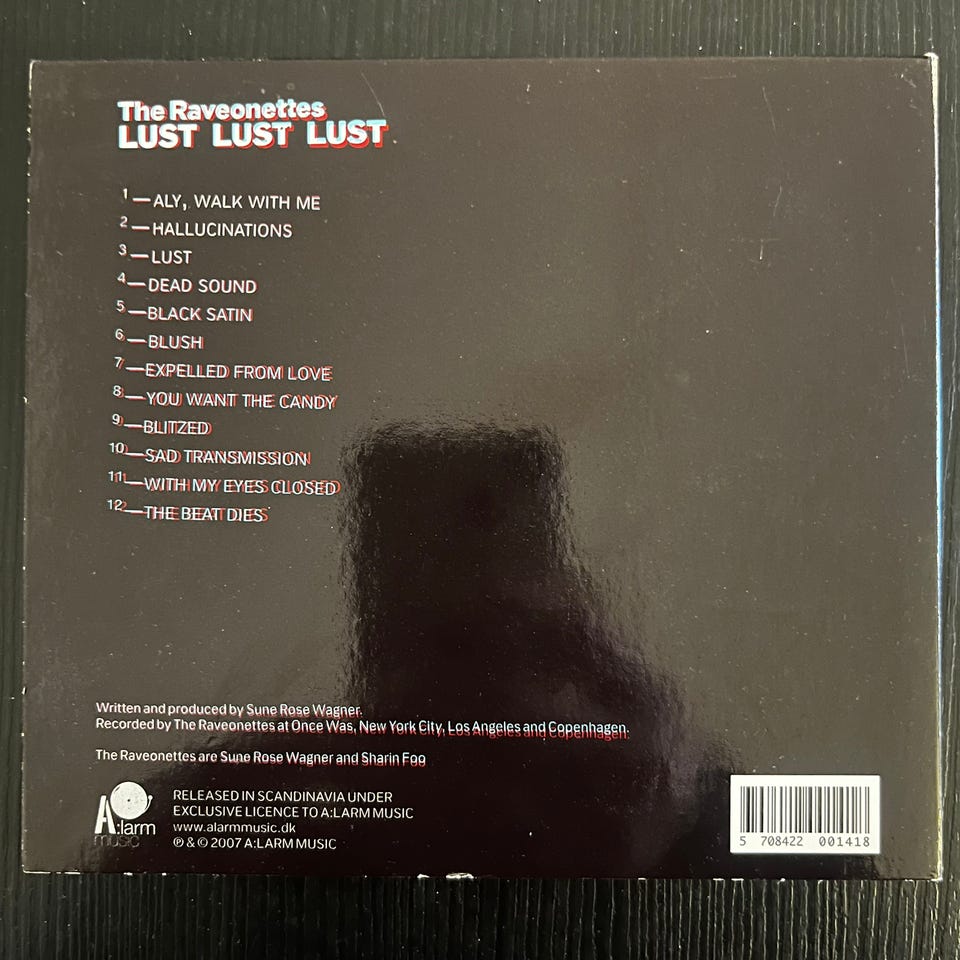 The Raveonettes
LUST LUST LUST
1—ALY, WALK WITH ME
2—HALLUCINATIONS
3—LUST
4—DEAD SOUND
5—BLACK SATIN
6—BLUSH
7—EXPELLED FROM LOVE
8—YOU WANT THE CANDY
9—BLITZED
10—SAD TRANSMISSION
11—WITH MY EYES CLOSED
12—THE BEAT DIES
Written and produced by Sune Rose Wagner.
Recorded by The Raveonettes at Once Was, New York City, Los Angeles and Copenhagen.
The Raveonettes are Sune Rose Wagner and Sharin Foo
A:larm
music
RELEASED IN SCANDINAVIA UNDER
EXCLUSIVE LICENCE TO A:LARM MUSIC
www.alarmmusic.dk
℗ & © 2007 A:LARM MUSIC
5 708422 001418